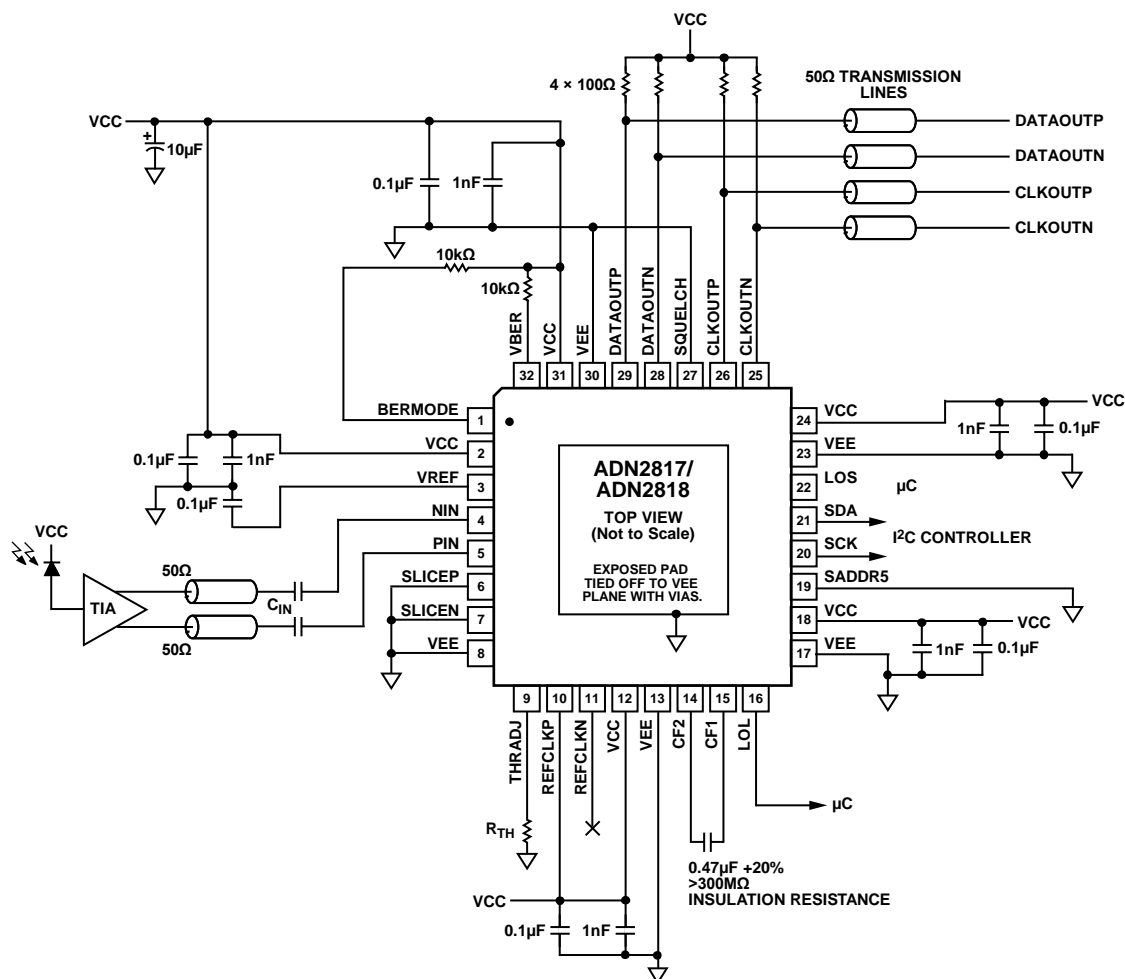 VCC
4 × 100Ω
50Ω TRANSMISSION
LINES
DATAOUTP
DATAOUTN
CLKOUTP
CLKOUTN
VCC
+
10µF
0.1µF
1nF
10kΩ
10kΩ
VBER
VCC
VEE
DATAOUTP
DATAOUTN
SQUELCH
CLKOUTP
CLKOUTN
32
31
30
29
28
27
26
25
BERMODE
1
VCC
2
VREF
3
NIN
4
PIN
5
SLICEP
6
SLICEN
7
VEE
8
0.1µF
1nF
0.1µF
VCC
TIA
50Ω
CIN
50Ω
ADN2817/
ADN2818
TOP VIEW
(Not to Scale)
EXPOSED PAD
TIED OFF TO VEE
PLANE WITH VIAS.
24
VCC
23
VEE
22
LOS
µC
21
SDA
I2C CONTROLLER
20
SCK
19
SADDR5
18
VCC
17
VEE
VCC
1nF
0.1µF
VCC
1nF
0.1µF
9
10
11
12
13
14
15
16
THRADJ
REFCLKP
REFCLKN
VCC
VEE
CF2
CF1
LOL
µC
RTH
0.47µF +20%
>300MΩ
INSULATION RESISTANCE
VCC
0.1µF
1nF